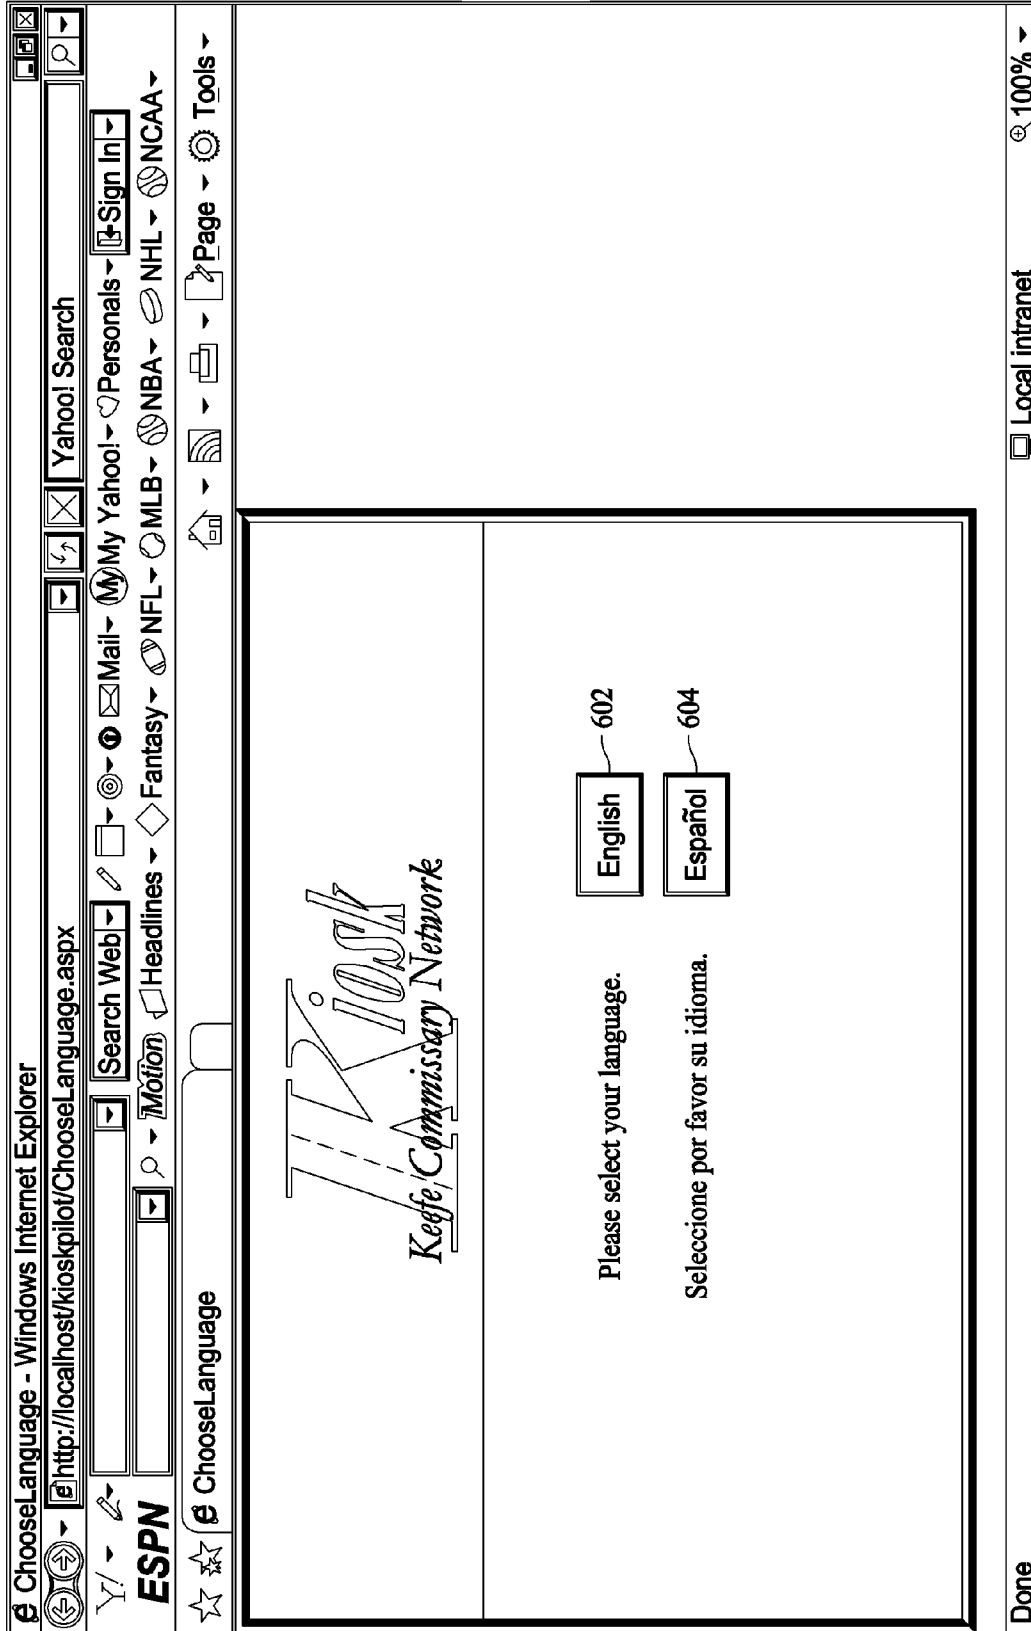 ChooseLanguage - Windows Internet Explorer
http://localhost/kioskpilot/ChooseLanguage.aspx Yahoo! Search
Y! Search Web Mail My My Yahoo! Personals Sign In
ESPN Motion Headlines Fantasy NFL MLB NBA NHL NCAA
ChooseLanguage Page Tools
Kiosk
Keefe Commissary Network
Please select your language. English 602
Seleccione por favor su idioma. Español 604
Done Local intranet 100%